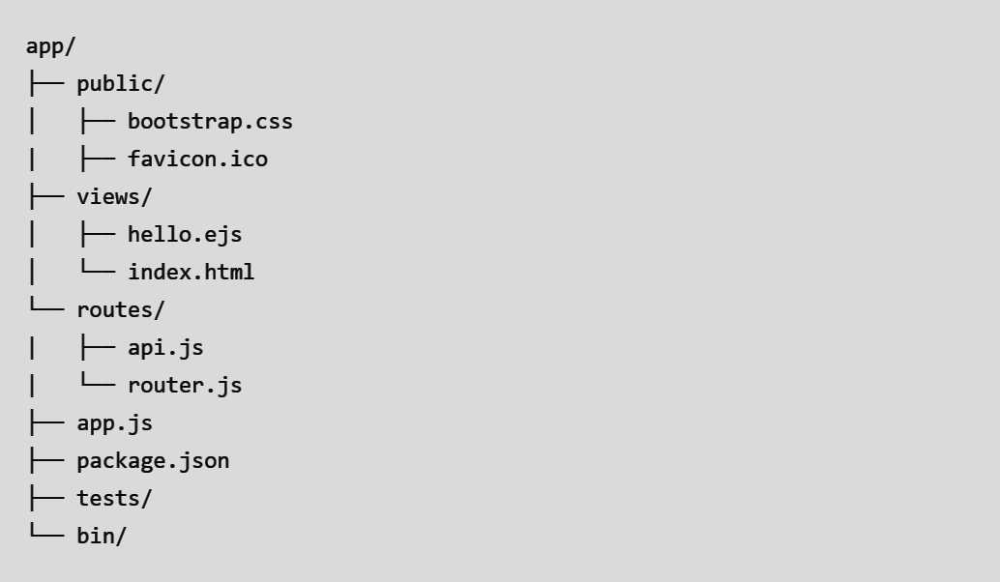 app/
├── public/
│   ├── bootstrap.css
|   ├── favicon.ico
├── views/
│   ├── hello.ejs
│   └── index.html
└── routes/
|   ├── api.js
|   └── router.js
├── app.js
├── package.json
├── tests/
└── bin/